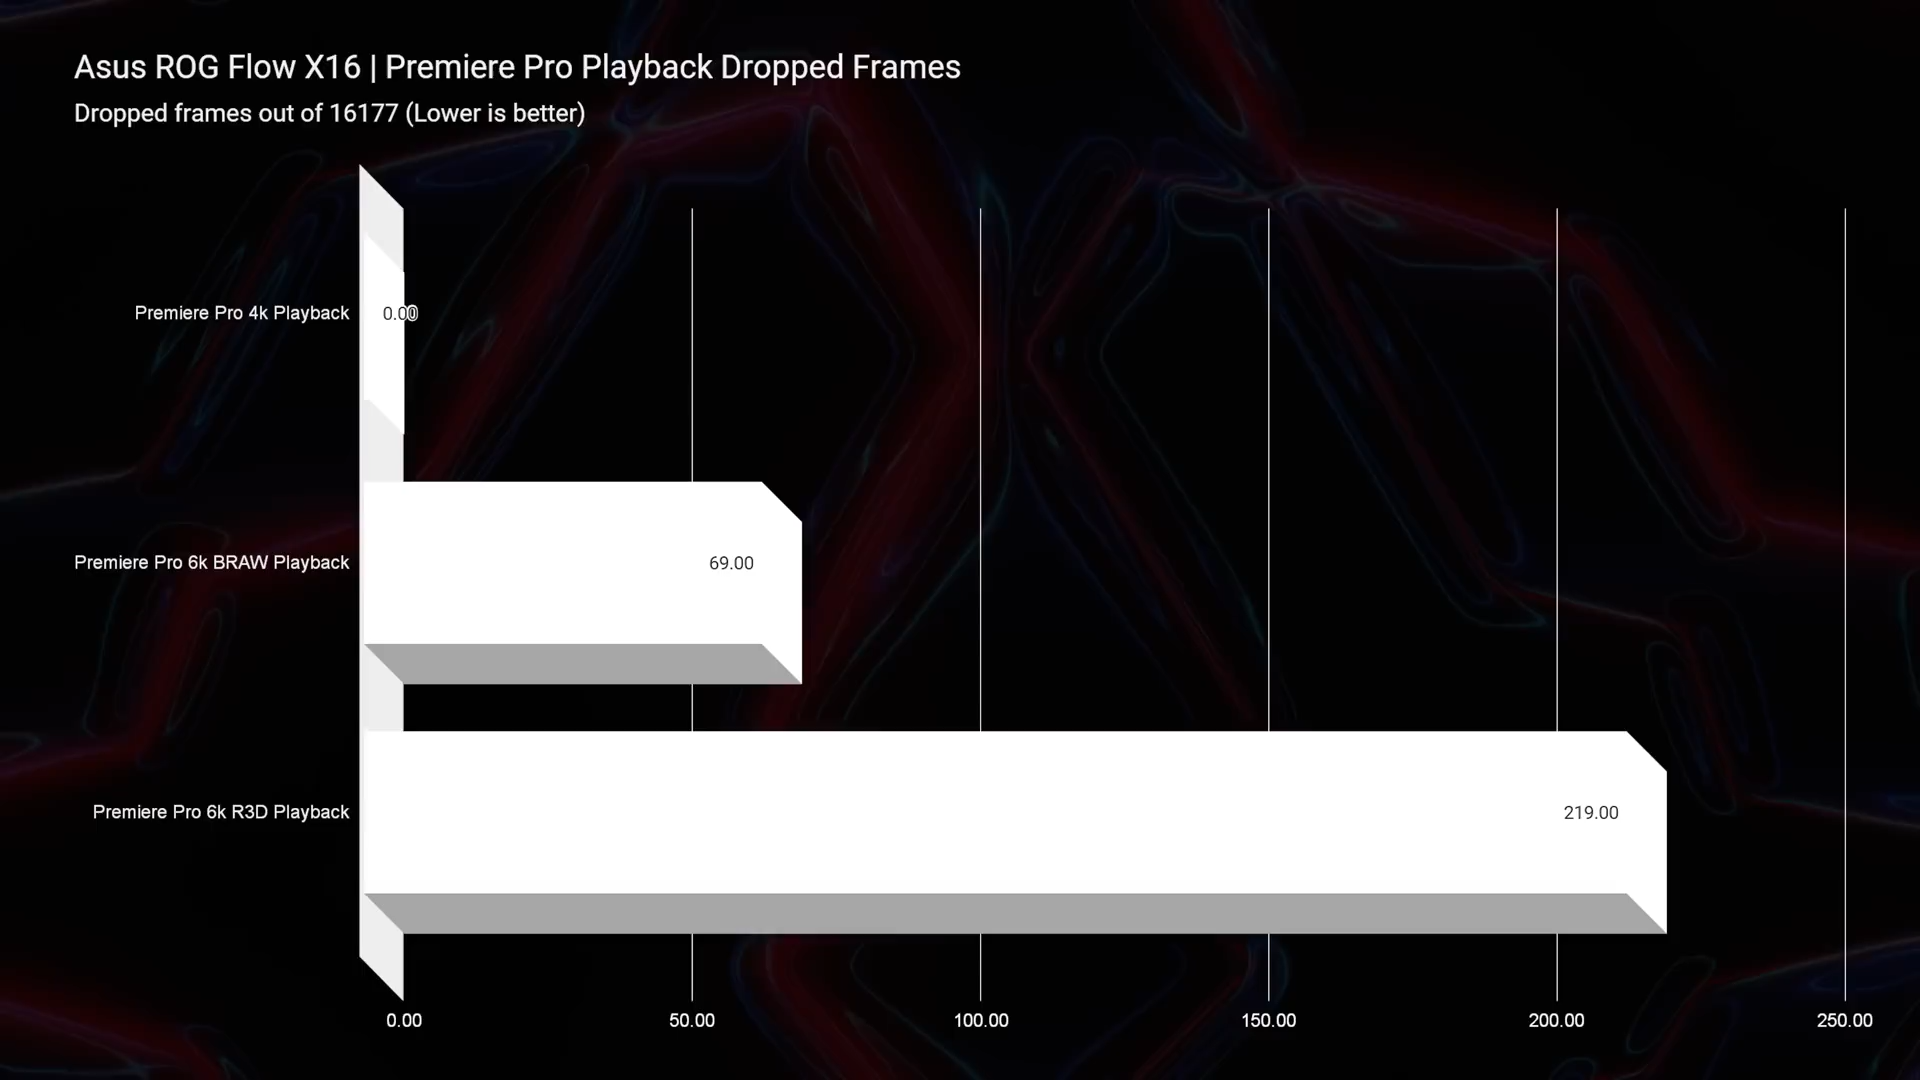 Asus ROG Flow X16 | Premiere Pro Playback Dropped Frames
Dropped frames out of 16177 (Lower is better)
Premiere Pro 4k Playback
0.00
Premiere Pro 6k BRAW Playback
69.00
Premiere Pro 6k R3D Playback
219.00
0.00 50.00 100.00 150.00 200.00 250.00